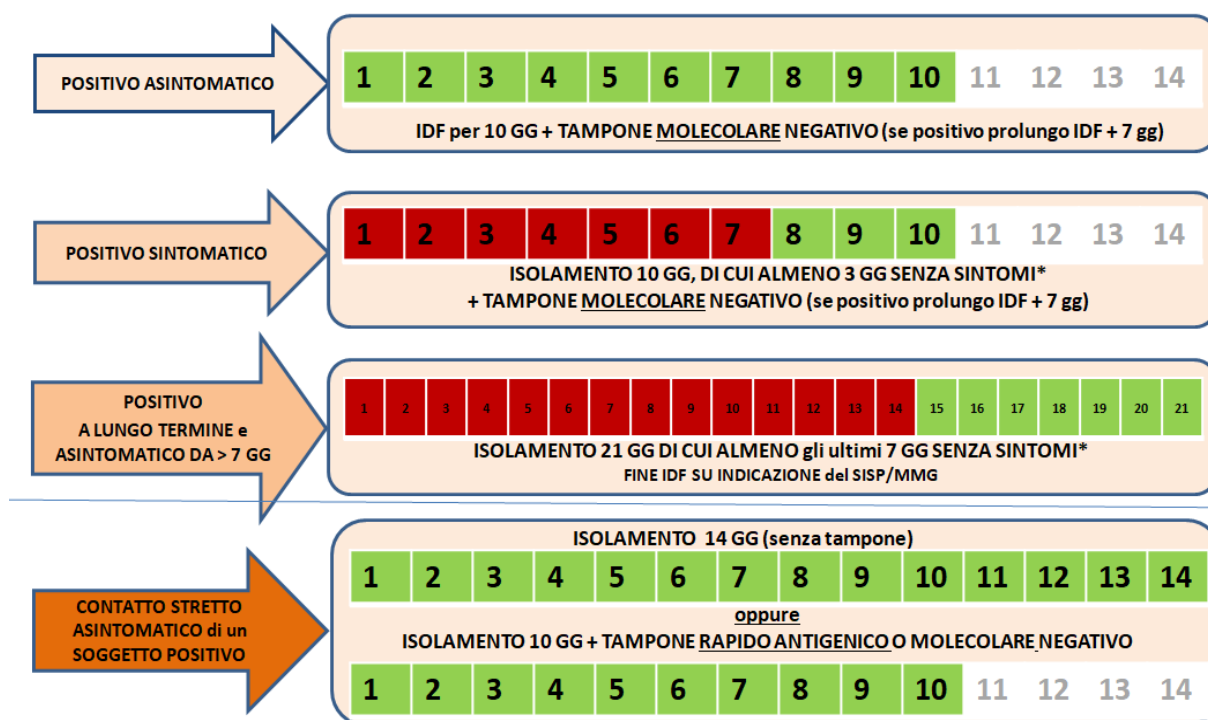 POSITIVO ASINTOMATICO
1 2 3 4 5 6 7 8 9 10 11 12 13 14
IDF per 10 GG + TAMPONE MOLECOLARE NEGATIVO (se positivo prolungo IDF + 7 gg)
POSITIVO SINTOMATICO
1 2 3 4 5 6 7 8 9 10 11 12 13 14
ISOLAMENTO 10 GG, DI CUI ALMENO 3 GG SENZA SINTOMI*
+ TAMPONE MOLECOLARE NEGATIVO (se positivo prolungo IDF + 7 gg)
POSITIVO
A LUNGO TERMINE e
ASINTOMATICO DA > 7 GG
1 2 3 4 5 6 7 8 9 10 11 12 13 14 15 16 17 18 19 20 21
ISOLAMENTO 21 GG DI CUI ALMENO gli ultimi 7 GG SENZA SINTOMI*
FINE IDF SU INDICAZIONE del SISP/MMG
CONTATTO STRETTO
ASINTOMATICO di un
SOGGETTO POSITIVO
ISOLAMENTO 14 GG (senza tampone)
1 2 3 4 5 6 7 8 9 10 11 12 13 14
oppure
ISOLAMENTO 10 GG + TAMPONE RAPIDO ANTIGENICO O MOLECOLARE NEGATIVO
1 2 3 4 5 6 7 8 9 10 11 12 13 14